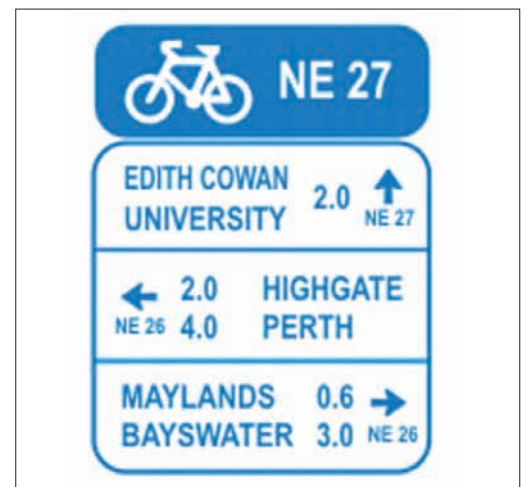 NE 27
EDITH COWAN
UNIVERSITY 2.0
NE 27
2.0 HIGHGATE
NE 26 4.0 PERTH
MAYLANDS 0.6
BAYSWATER 3.0 NE 26